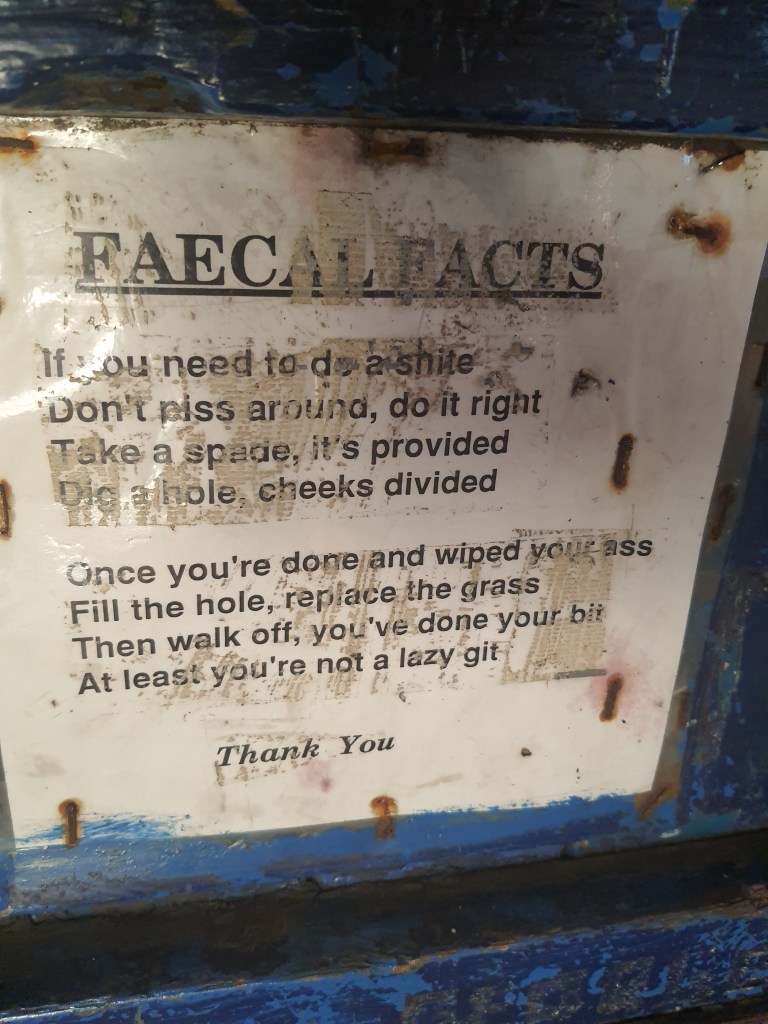 FAECAL FACTS
If you need to do a shite
Don't piss around, do it right
Take a spade, it's provided
Dig a hole, cheeks divided
Once you're done and wiped your ass
Fill the hole, replace the grass
Then walk off, you've done your bit
At least you're not a lazy git
Thank You